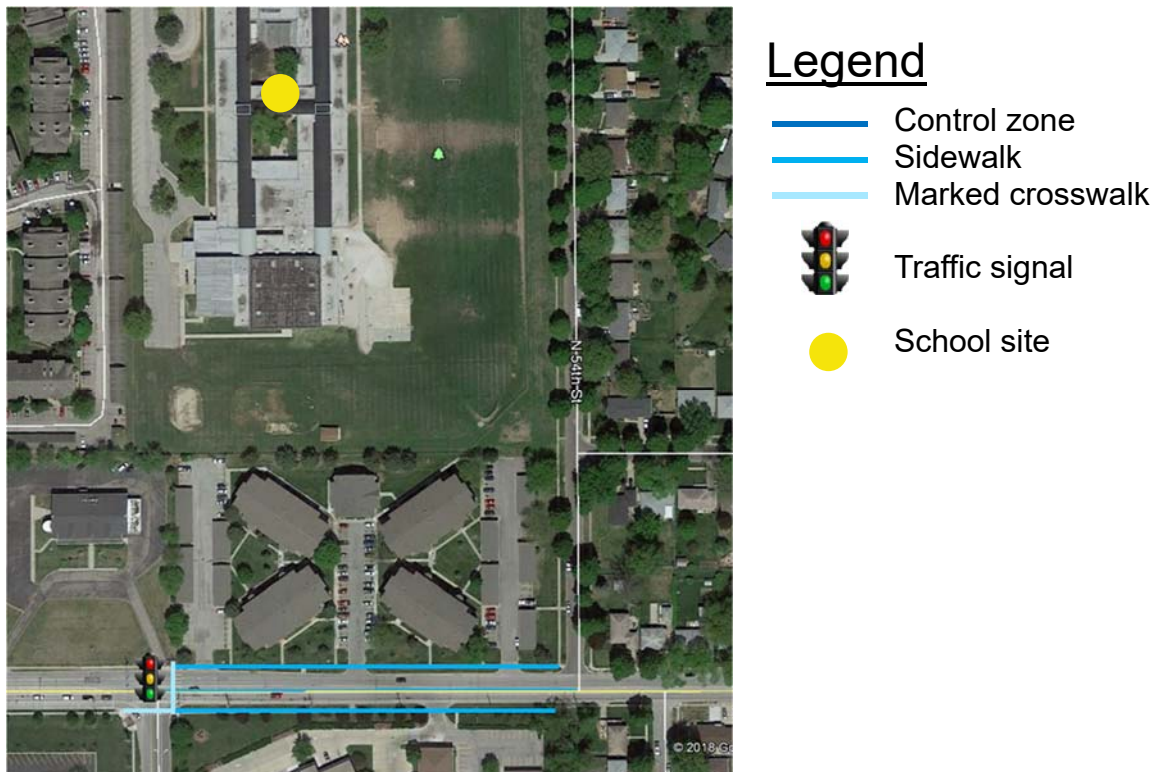 Legend
Control zone
Sidewalk
Marked crosswalk
Traffic signal
School site
N 54th St
© 2018 Go